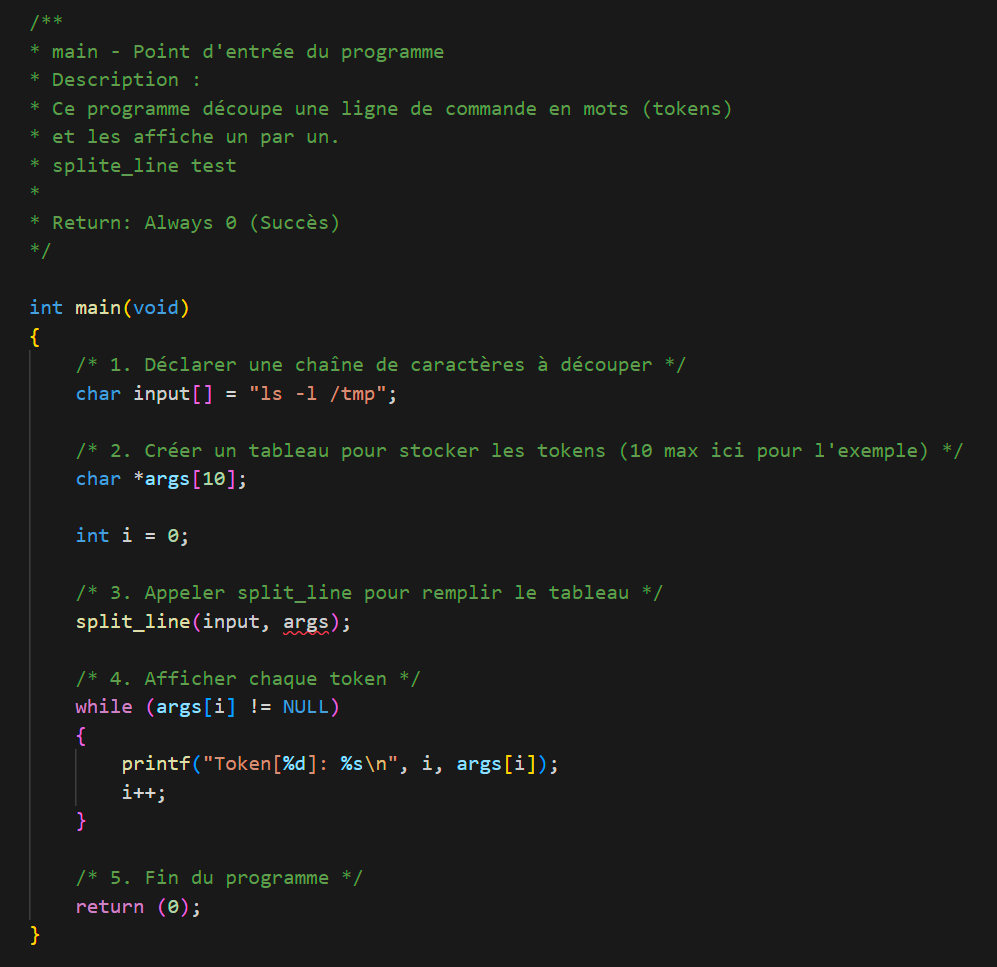 /**
* main - Point d'entrée du programme
* Description :
* Ce programme découpe une ligne de commande en mots (tokens)
* et les affiche un par un.
* splite_line test
*
* Return: Always 0 (Succès)
*/
int main(void)
{
/* 1. Déclarer une chaîne de caractères à découper */
char input[] = "ls -l /tmp";
/* 2. Créer un tableau pour stocker les tokens (10 max ici pour l'exemple) */
char *args[10];
int i = 0;
/* 3. Appeler split_line pour remplir le tableau */
split_line(input, args);
/* 4. Afficher chaque token */
while (args[i] != NULL)
{
printf("Token[%d]: %s\n", i, args[i]);
i++;
}
/* 5. Fin du programme */
return (0);
}